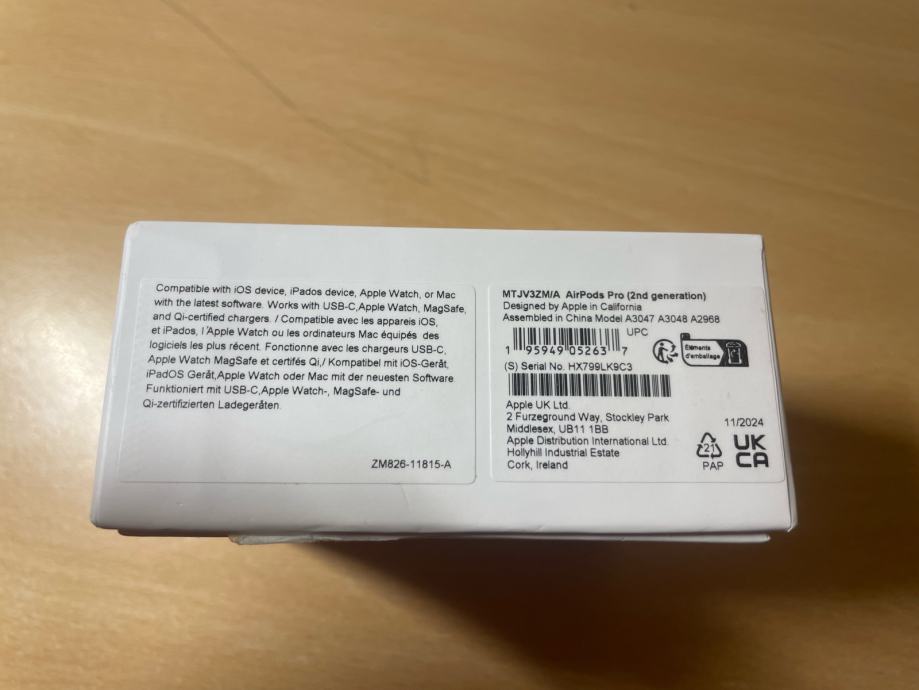 Compatible with iOS device, iPados device, Apple Watch, or Mac
with the latest software. Works with USB-C,Apple Watch, MagSafe,
and Qi-certified chargers. / Compatible avec les appareis iOS,
et iPados, l'Apple Watch ou les ordinateurs Mac équipés des
logiciels les plus récent. Fonctionne avec les chargeurs USB-C,
Apple Watch MagSafe et certifés Qi,/ Kompatibel mit iOS-Gerät,
iPadOS Gerät,Apple Watch oder Mac mit der neuesten Software
Funktioniert mit USB-C,Apple Watch-, MagSafe- und
Qi-zertifizierten Ladegeräten.
ZM826-11815-A
MTJV3ZM/A AirPods Pro (2nd generation)
Designed by Apple in California
Assembled in China Model A3047 A3048 A2968
UPC
1 95949 05263 7
Éléments
d'emballage
(S) Serial No. HX799LK9C3
Apple UK Ltd.
2 Furzeground Way, Stockley Park
Middlesex, UB11 1BB
Apple Distribution International Ltd.
Hollyhill Industrial Estate
Cork, Ireland
11/2024
21
PAP
UK
CA